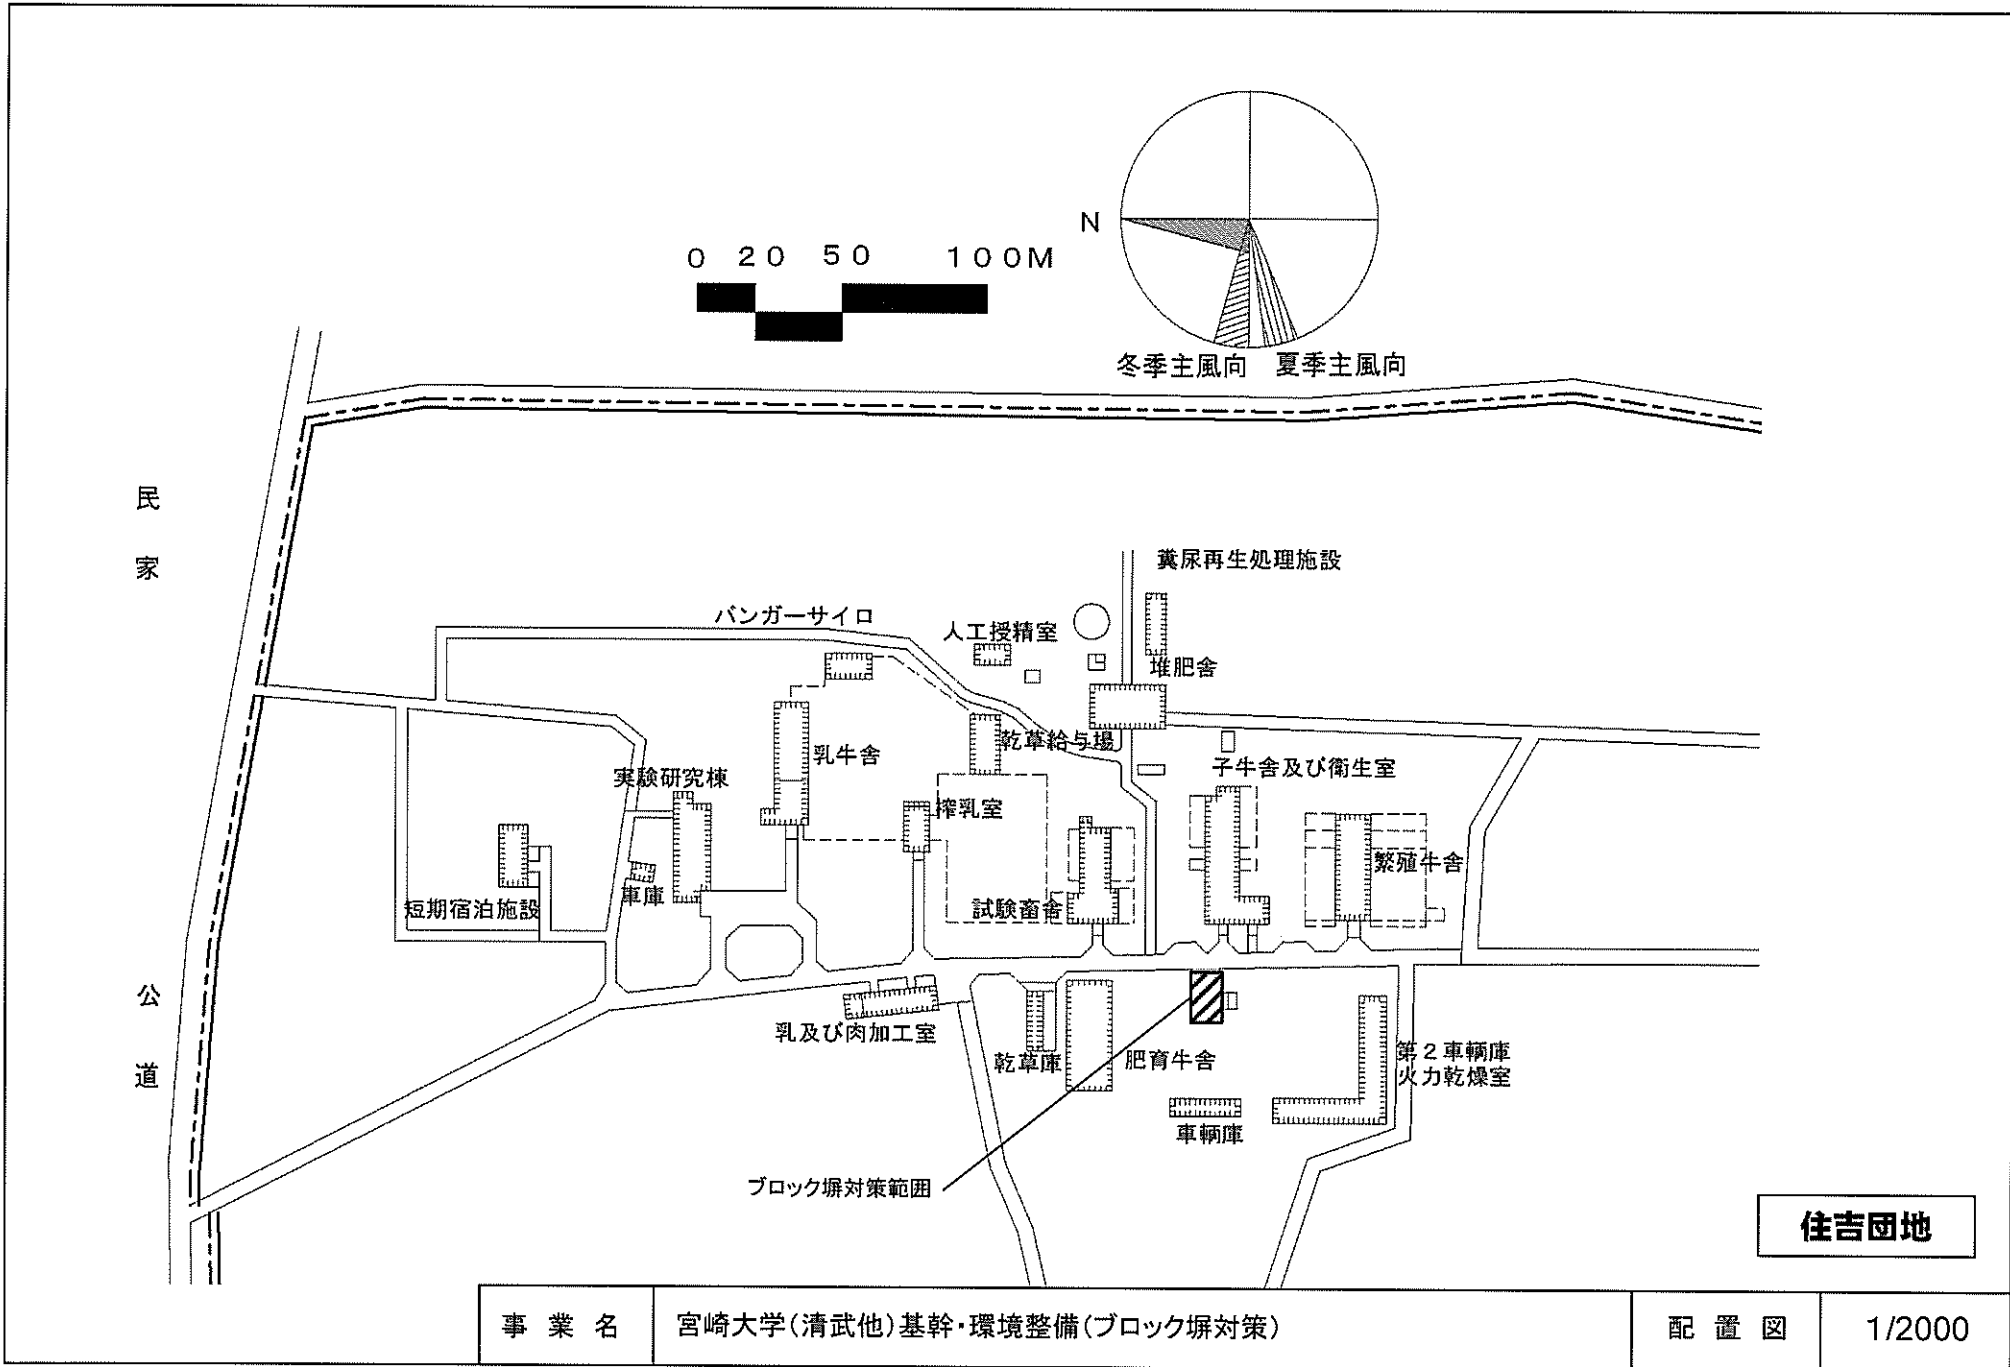 N
0 20 50 100M
冬季主風向 夏季主風向
民家
糞尿再生処理施設
バンガーサイロ
人工授精室
堆肥舎
乾草給与場
乳牛舎
子牛舎及び衛生室
実験研究棟
搾乳室
繁殖牛舎
車庫
短期宿泊施設
試験畜舎
公道
乳及び肉加工室
乾草庫
肥育牛舎
第2車輌庫
火力乾燥室
車輌庫
ブロック塀対策範囲
住吉団地
事業名 宮崎大学(清武他)基幹・環境整備(ブロック塀対策) 配置図 1/2000